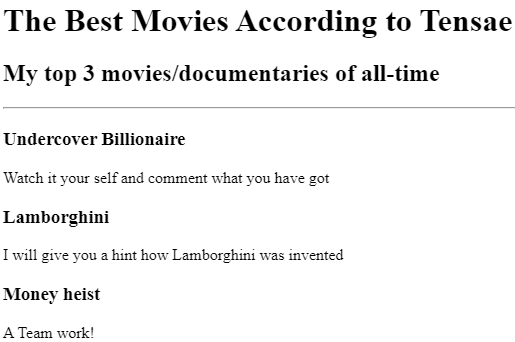 The Best Movies According to Tensae
My top 3 movies/documentaries of all-time
Undercover Billionaire
Watch it your self and comment what you have got
Lamborghini
I will give you a hint how Lamborghini was invented
Money heist
A Team work!